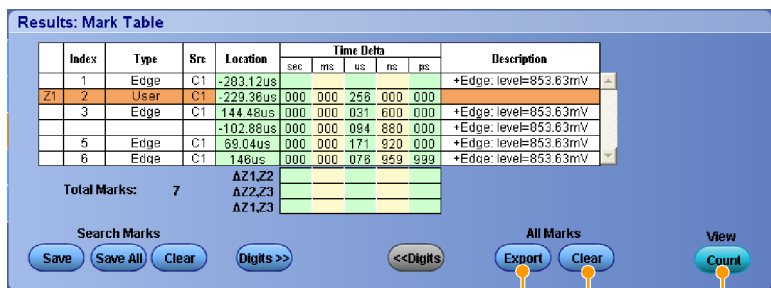 Results: Mark Table
Index Type Src Location Time Delta Description
sec ms us ns ps
1 Edge C1 -283.12us +Edge: level=853.63mV
Z1 2 User C1 -229.36us 000 000 256 000 000
3 Edge C1 144.48us 000 000 031 600 000 +Edge: level=853.63mV
-102.88us 000 000 094 880 000 +Edge: level=853.63mV
5 Edge C1 69.04us 000 000 171 920 000 +Edge: level=853.63mV
6 Edge C1 146us 000 000 076 959 999 +Edge: level=853.63mV
Total Marks: 7
ΔZ1,Z2
ΔZ2,Z3
ΔZ1,Z3
Search Marks All Marks View
Save Save All Clear Digits >> <<Digits Export Clear Count